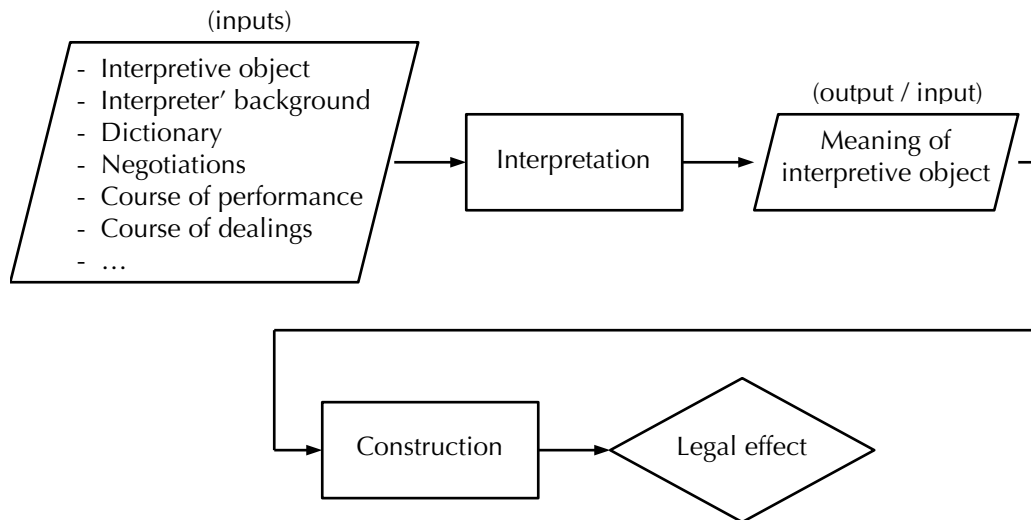 (inputs)
- Interpretive object
- Interpreter’ background
- Dictionary
- Negotiations
- Course of performance
- Course of dealings
- …
Interpretation
(output / input)
Meaning of
interpretive object
Construction
Legal effect